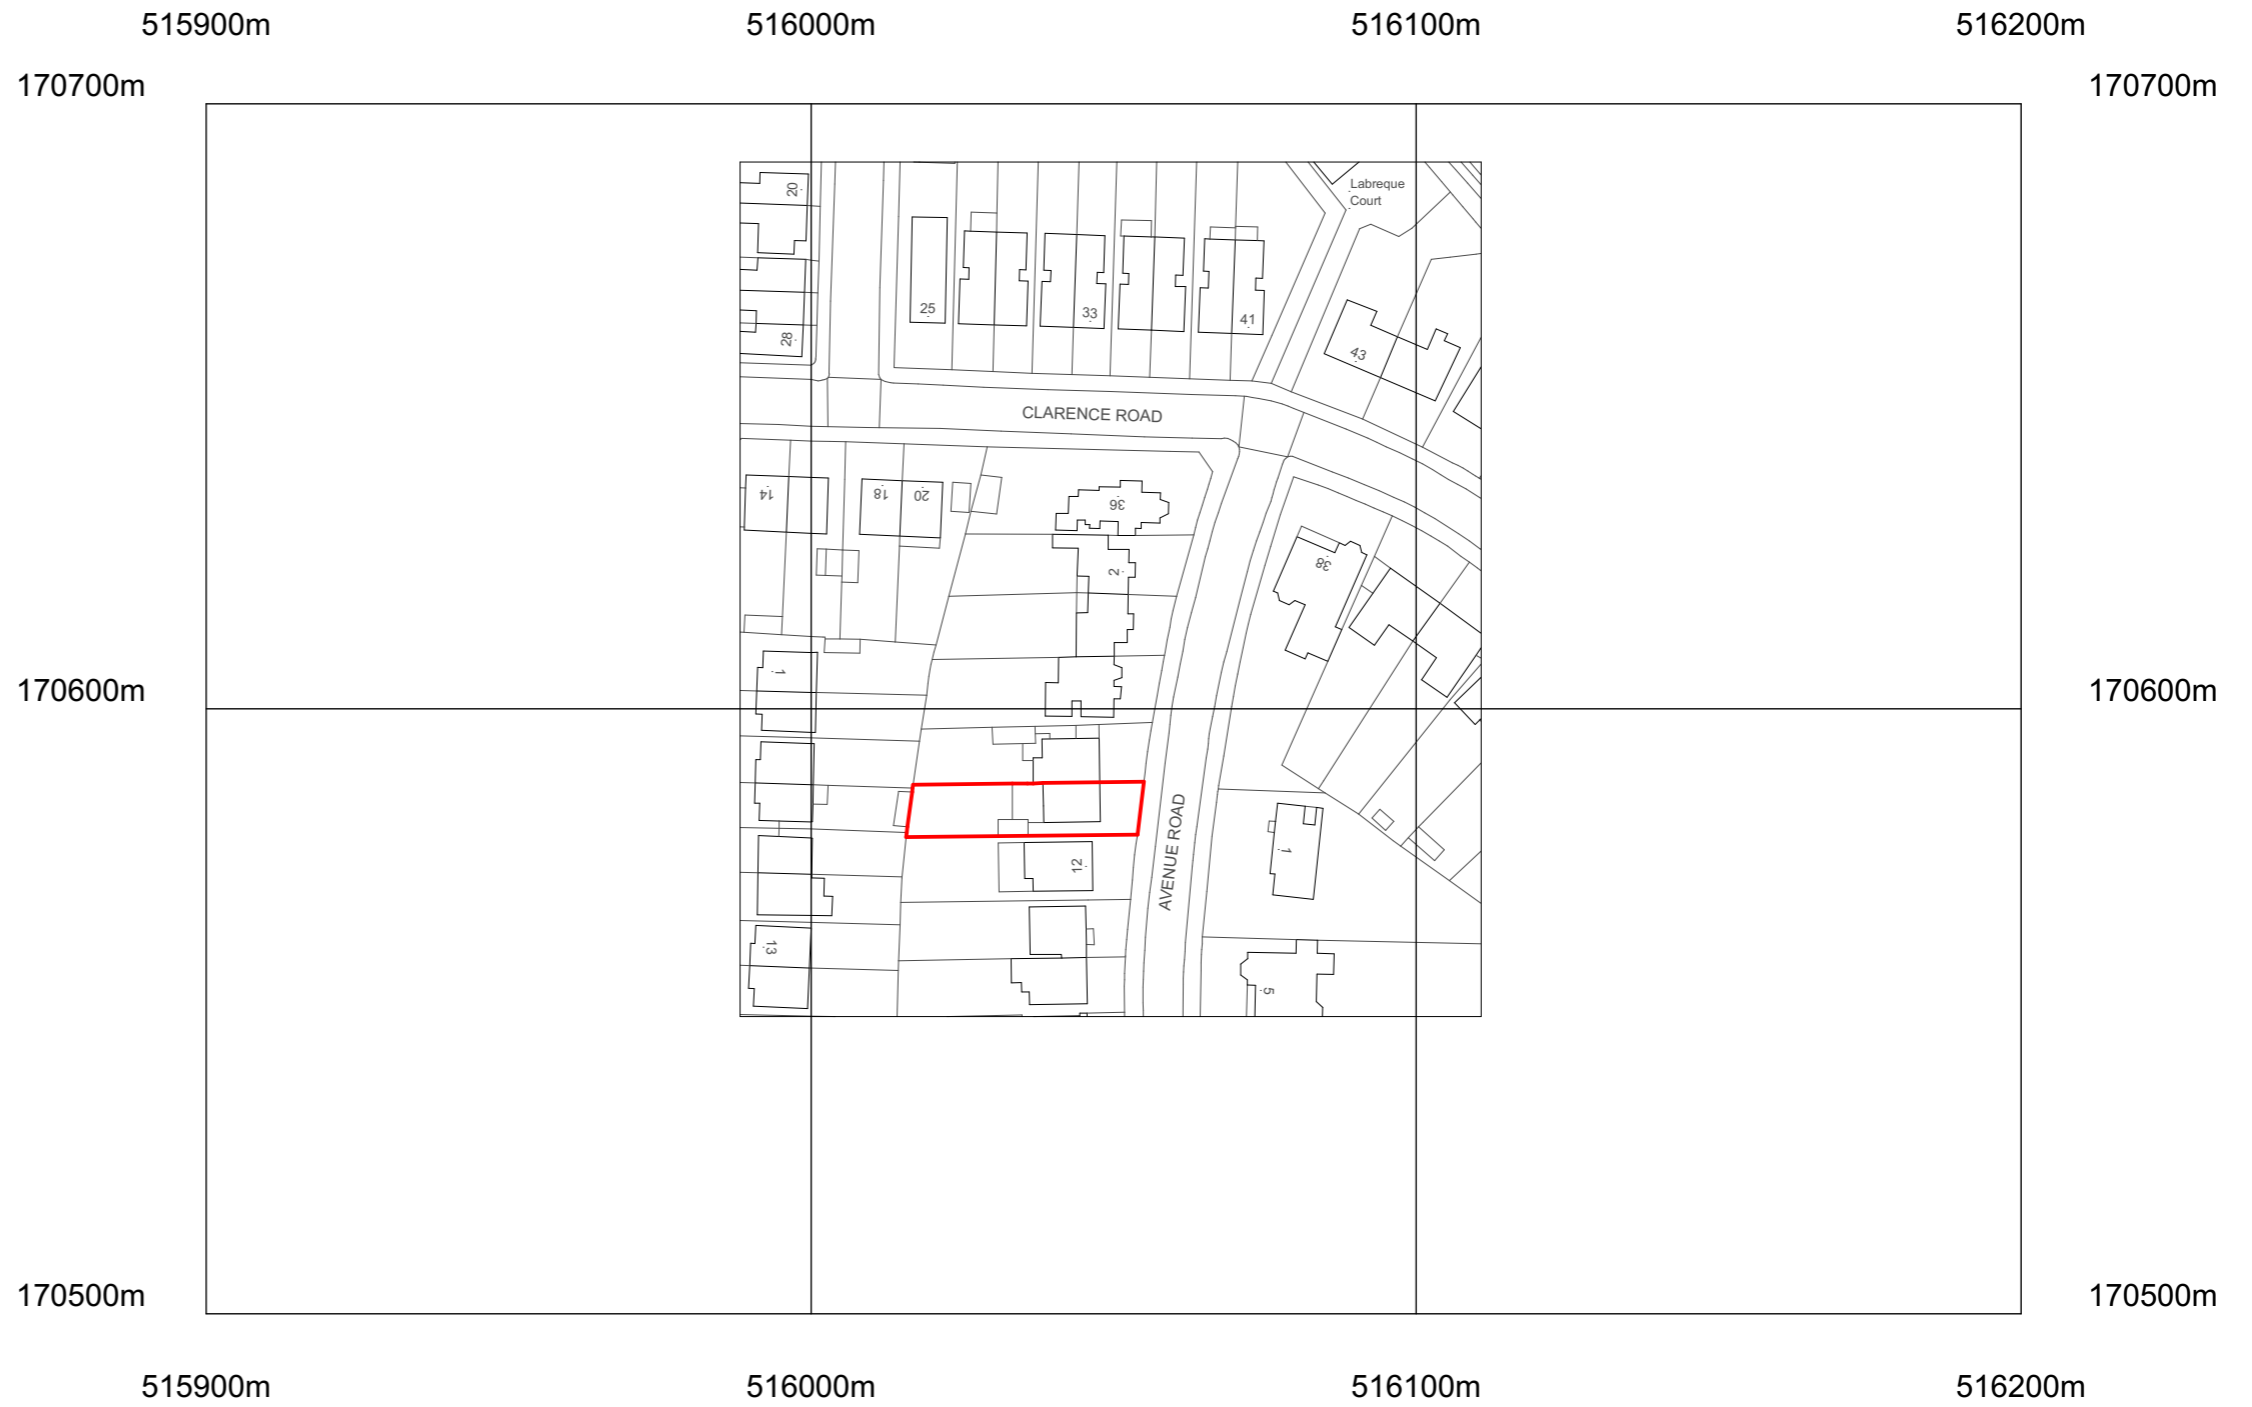 515900m 516000m 516100m 516200m
170700m 170700m
Labreque
Court
20
25
33
41
28
43
CLARENCE ROAD
14
18
20
36
38
2
1
170600m 170600m
AVENUE ROAD
1
12
13
5
170500m 170500m
515900m 516000m 516100m 516200m